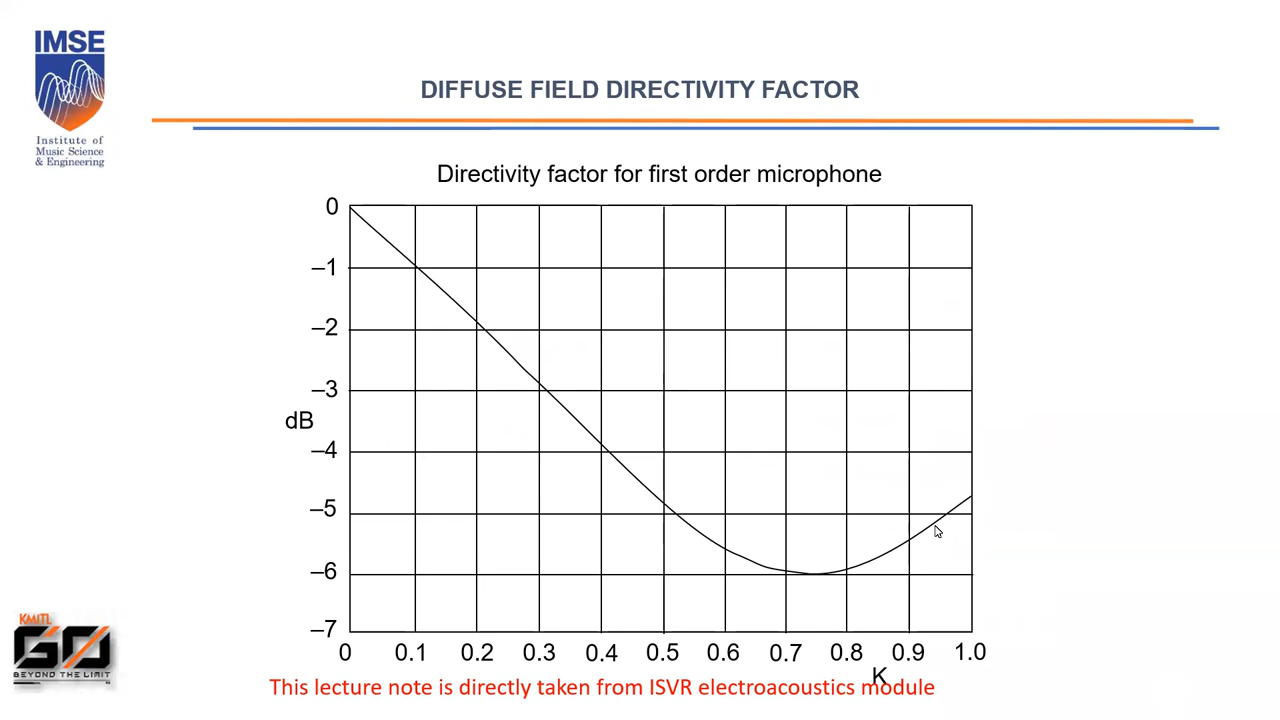 IMSE
Institute of
Music Science
& Engineering
DIFFUSE FIELD DIRECTIVITY FACTOR
Directivity factor for first order microphone
0
–1
–2
–3
dB
–4
–5
–6
–7
0 0.1 0.2 0.3 0.4 0.5 0.6 0.7 0.8 0.9 1.0
K
This lecture note is directly taken from ISVR electroacoustics module
KMITL
GO
BEYOND THE LIMIT